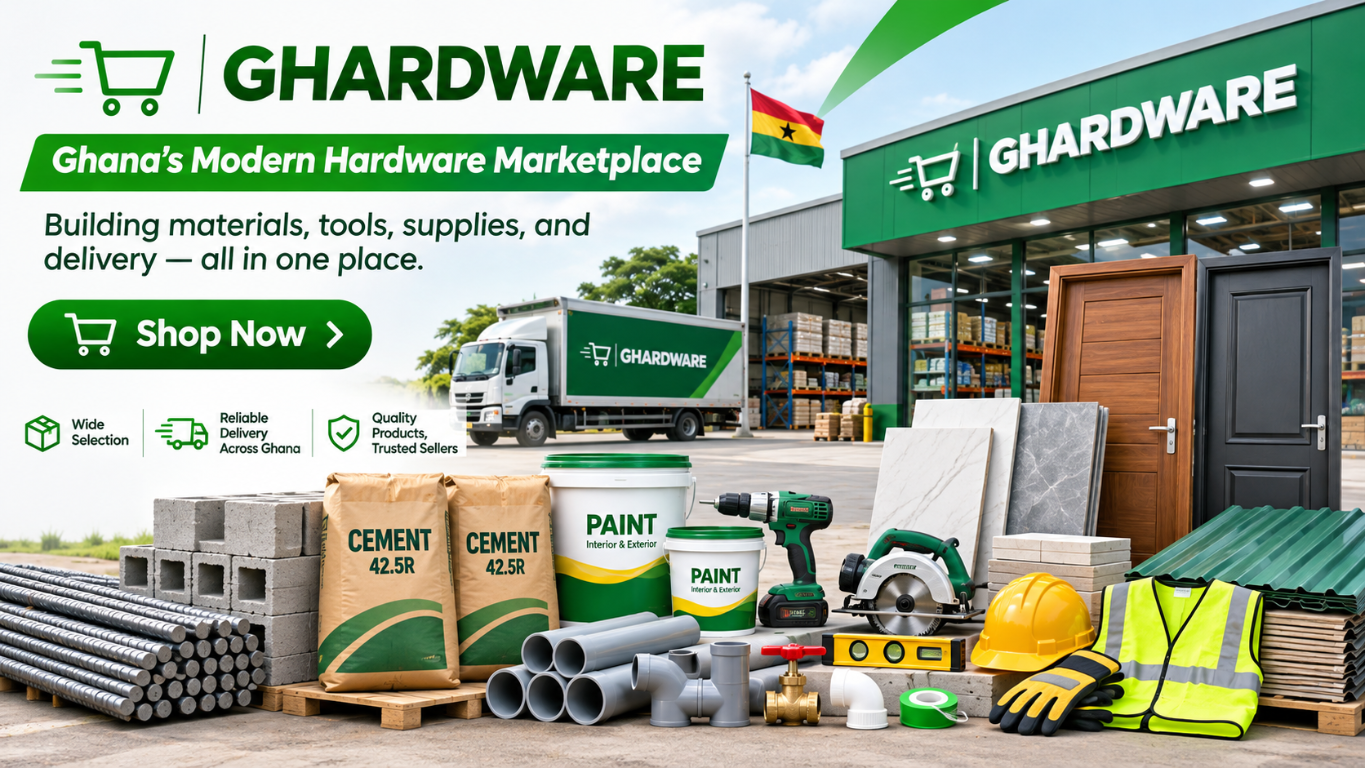 GHARDWARE
Ghana's Modern Hardware Marketplace
Building materials, tools, supplies, and
delivery — all in one place.
Shop Now
Wide
Selection
Reliable
Delivery
Across Ghana
Quality
Products,
Trusted Sellers
GHARDWARE
GHARDWARE
CEMENT
42.5R
CEMENT
42.5R
PAINT
Interior & Exterior
PAINT
Interior & Exterior